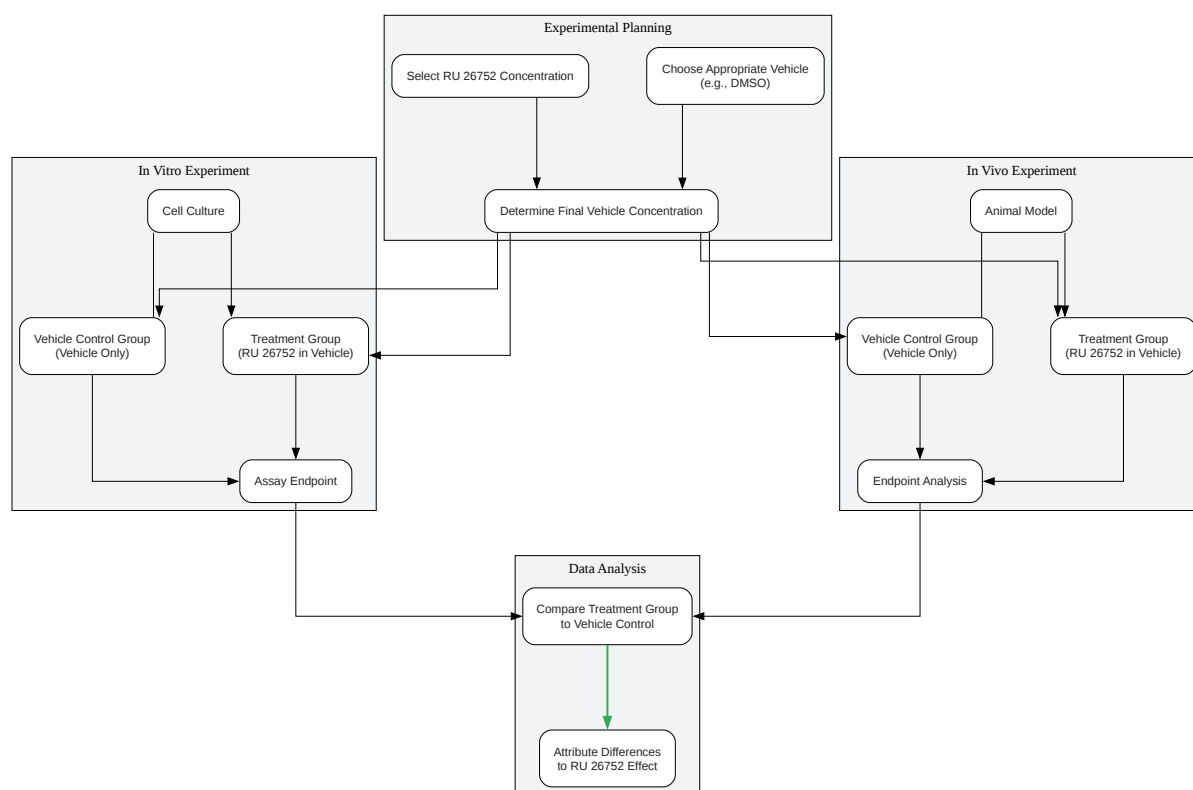 Experimental Planning
Select RU 26752 Concentration
Choose Appropriate Vehicle
(e.g., DMSO)
Determine Final Vehicle Concentration
In Vitro Experiment
Cell Culture
Vehicle Control Group
(Vehicle Only)
Treatment Group
(RU 26752 in Vehicle)
Assay Endpoint
In Vivo Experiment
Animal Model
Vehicle Control Group
(Vehicle Only)
Treatment Group
(RU 26752 in Vehicle)
Endpoint Analysis
Data Analysis
Compare Treatment Group
to Vehicle Control
Attribute Differences
to RU 26752 Effect